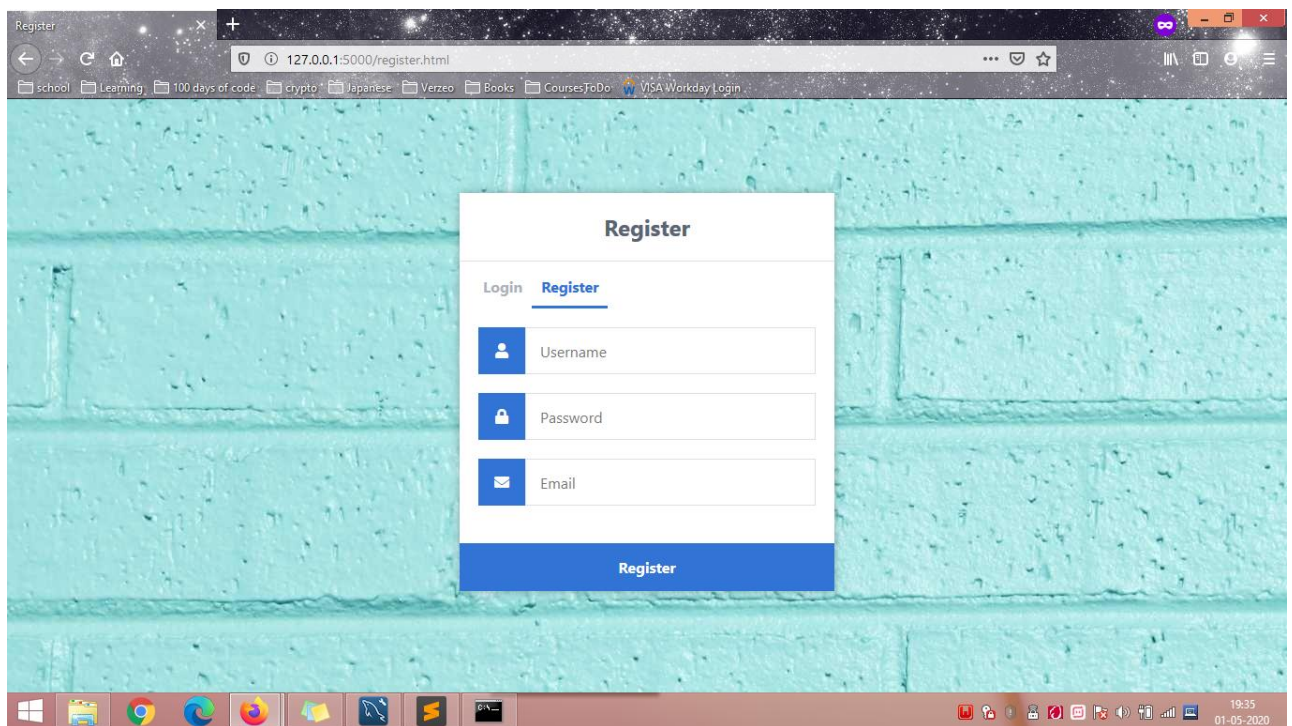 Register
127.0.0.1:5000/register.html
school Learning 100 days of code crypto Japanese Verzeo Books CoursesToDo VISA Workday Login
Register
Login Register
Username
Password
Email
Register
19:35
01-05-2020